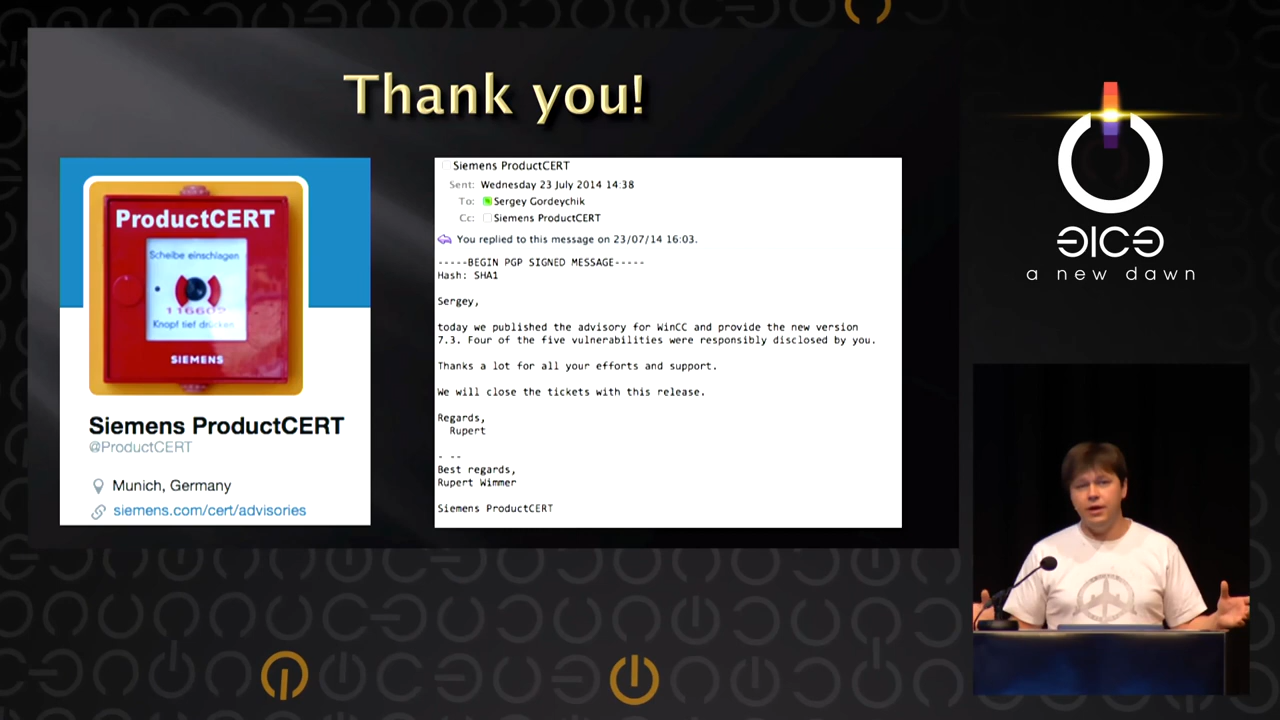 Thank you!
ProductCERT
Scheibe einschlagen
116602
Knopf tief drücken
SIEMENS
Siemens ProductCERT
@ProductCERT
Munich, Germany
siemens.com/cert/advisories
Siemens ProductCERT
Sent: Wednesday 23 July 2014 14:38
To: Sergey Gordeychik
Cc: Siemens ProductCERT
You replied to this message on 23/07/14 16:03.
-----BEGIN PGP SIGNED MESSAGE-----
Hash: SHA1
Sergey,
today we published the advisory for WinCC and provide the new version
7.3. Four of the five vulnerabilities were responsibly disclosed by you.
Thanks a lot for all your efforts and support.
We will close the tickets with this release.
Regards,
Rupert
- --
Best regards,
Rupert Wimmer
Siemens ProductCERT
a new dawn